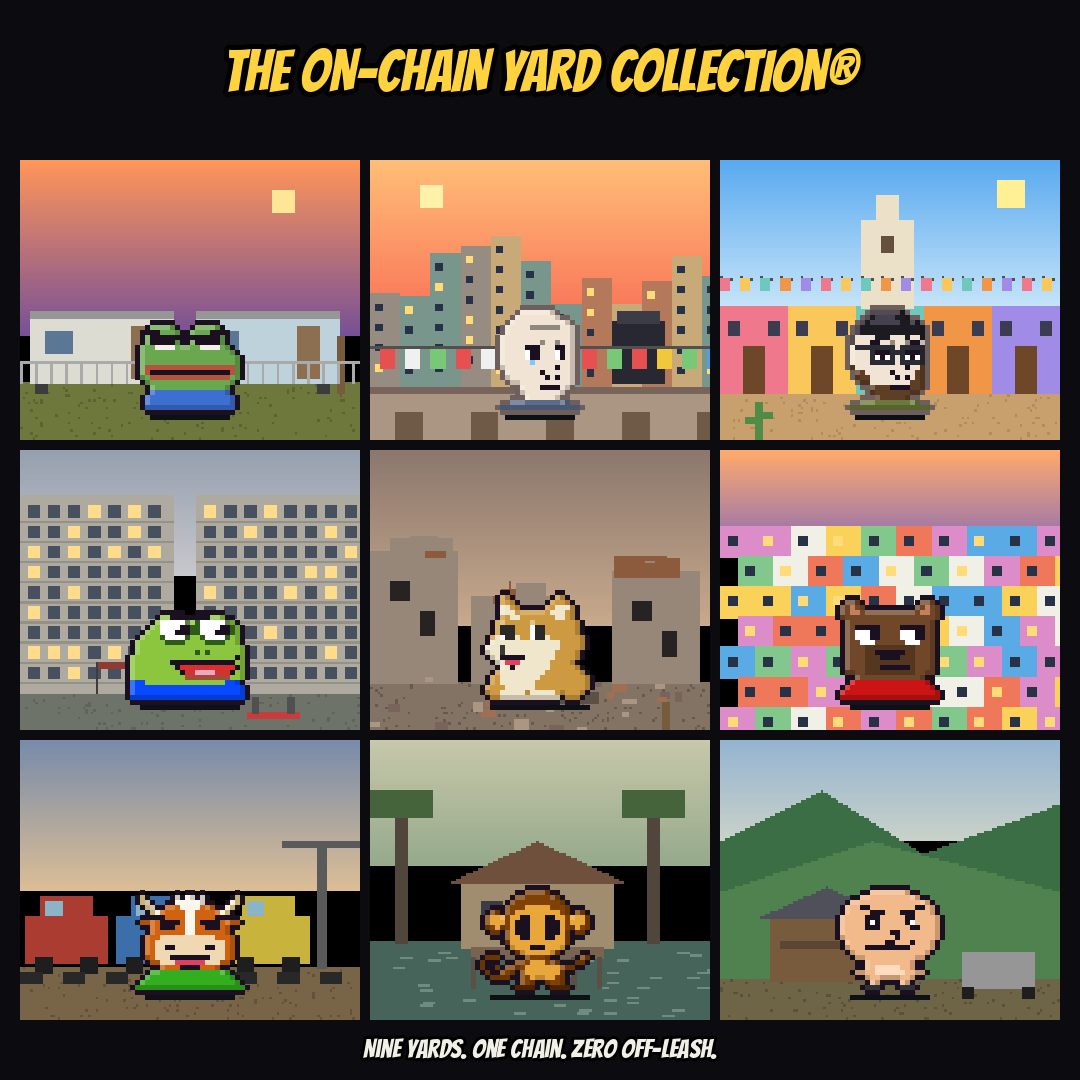 THE ON-CHAIN YARD COLLECTION®
NINE YARDS. ONE CHAIN. ZERO OFF-LEASH.